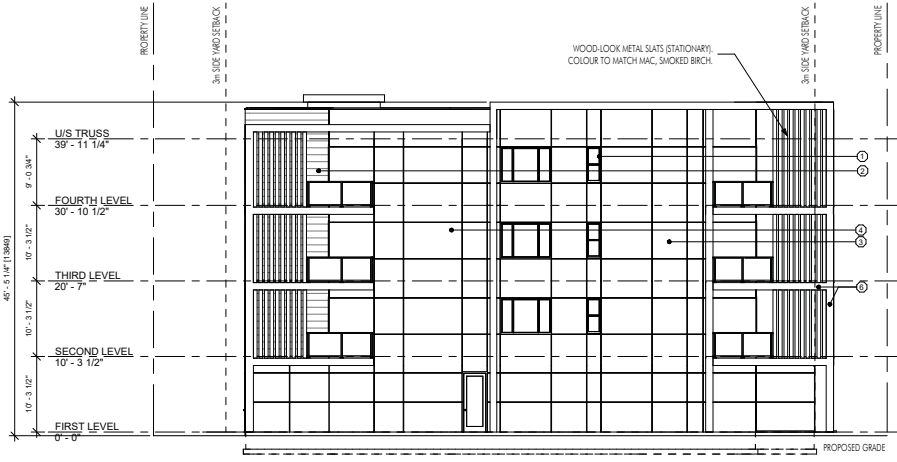 PROPERTY LINE
3m SIDE YARD SETBACK
3m SIDE YARD SETBACK
PROPERTY LINE
WOOD-LOOK METAL SLATS (STATIONARY).
COLOUR TO MATCH MAC, SMOKED BIRCH.
U/S TRUSS
39' - 11 1/4"
9' - 0 3/4"
1
2
FOURTH LEVEL
30' - 10 1/2"
10' - 3 1/2"
4
3
45' - 5 1/4" [13849]
THIRD LEVEL
20' - 7"
6
10' - 3 1/2"
SECOND LEVEL
10' - 3 1/2"
10' - 3 1/2"
FIRST LEVEL
0' - 0"
PROPOSED GRADE